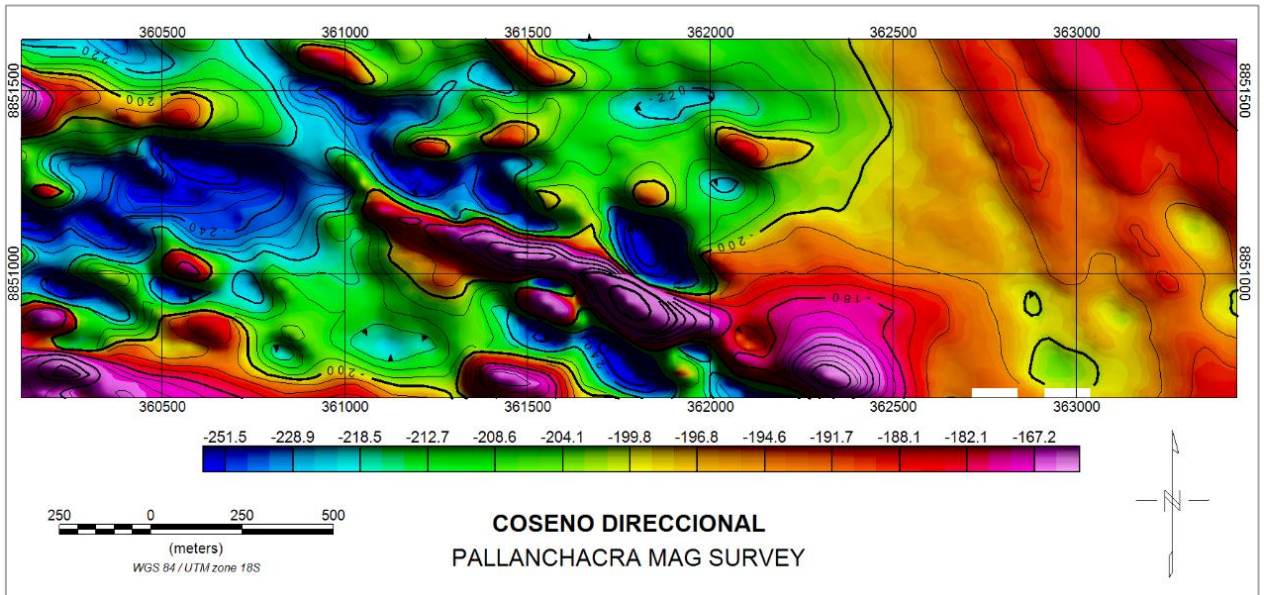 360500 361000 361500 362000 362500 363000
8851500 8851500
8851000 8851000
-220
200
-220
-240
-200
-180
-200
360500 361000 361500 362000 362500 363000
-251.5 -228.9 -218.5 -212.7 -208.6 -204.1 -199.8 -196.8 -194.6 -191.7 -188.1 -182.1 -167.2
250 0 250 500
(meters)
WGS 84 / UTM zone 18S
COSENO DIRECCIONAL
PALLANCHACRA MAG SURVEY
N